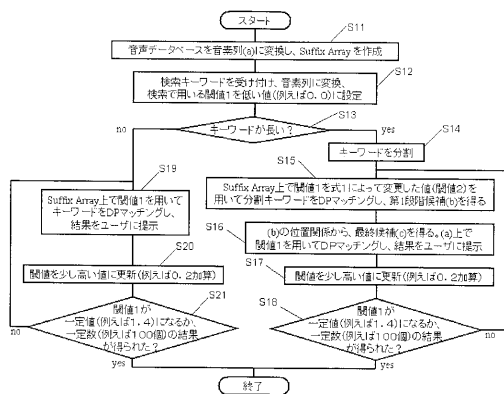 スタート
S11
音声データベースを音素列(a)に変換し、Suffix Arrayを作成
S12
検索キーワードを受け付け、音素列に変換、
検索で用いる閾値1を低い値(例えば0.0)に設定
S13
キーワードが長い?
no
yes
S14
キーワードを分割
S15
Suffix Array上で閾値1を式1によって変更した値(閾値2)
を用いて分割キーワードをDPマッチングし、第1段階候補(b)を得る
S19
Suffix Array上で閾値1を用いて
キーワードをDPマッチングし、
結果をユーザに提示
S16
(b)の位置関係から、最終候補(c)を得る。(a)上で
閾値1を用いてDPマッチングし、結果をユーザに提示
S20
閾値を少し高い値に更新(例えば0.2加算)
S17
閾値を少し高い値に更新(例えば0.2加算)
S21
閾値1が
一定値(例えば1.4)になるか、
一定数(例えば100個)の結果
が得られた?
no
yes
S18
閾値1が
一定値(例えば1.4)になるか、
一定数(例えば100個)の結果
が得られた?
no
yes
終了